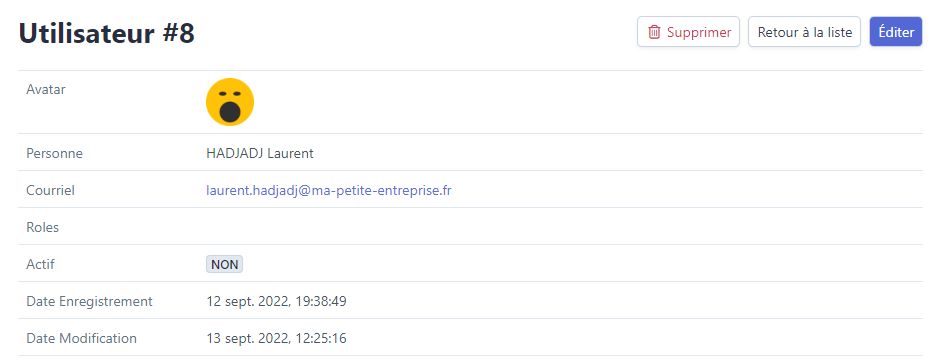 Utilisateur #8
Supprimer Retour à la liste Éditer
Avatar
Personne HADJADJ Laurent
Courriel laurent.hadjadj@ma-petite-entreprise.fr
Roles
Actif NON
Date Enregistrement 12 sept. 2022, 19:38:49
Date Modification 13 sept. 2022, 12:25:16